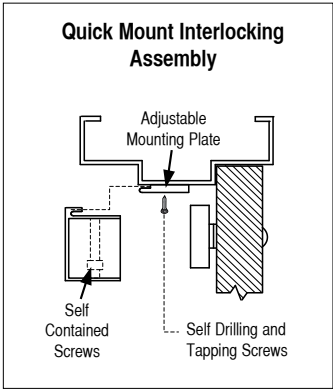 Quick Mount Interlocking
Assembly
Adjustable
Mounting Plate
Self
Contained
Screws
Self Drilling and
Tapping Screws